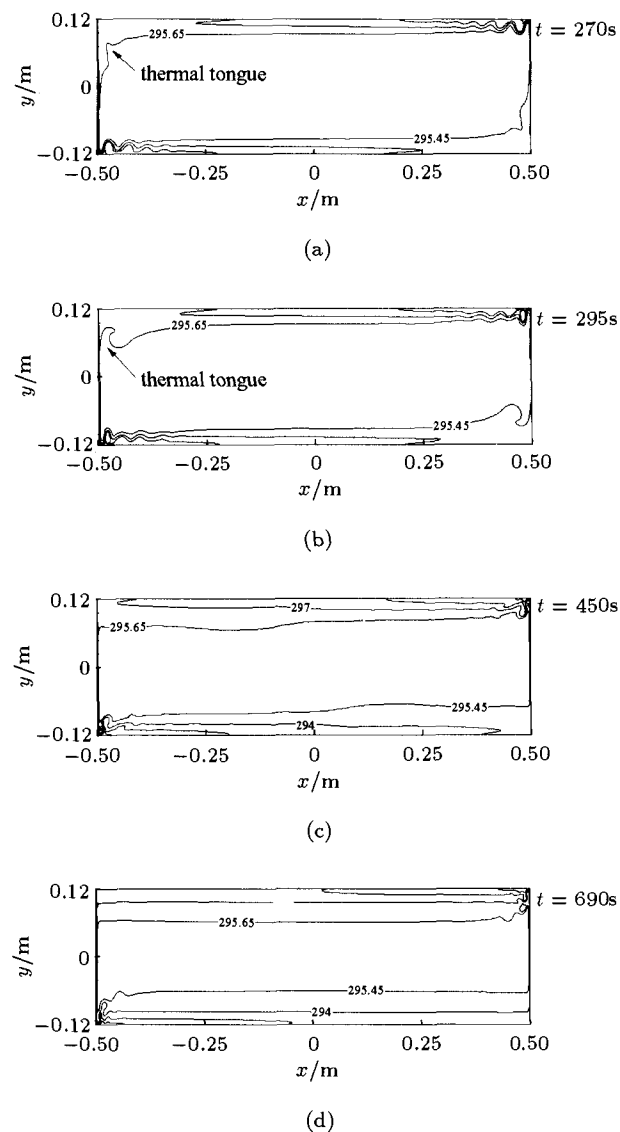 0.12
295.65
t = 270s
thermal tongue
y/m
0
295.45
−0.12
−0.50 −0.25 0 0.25 0.50
x/m
(a)
0.12
295.65
t = 295s
y/m
0
thermal tongue
295.45
−0.12
−0.50 −0.25 0 0.25 0.50
x/m
(b)
0.12
297
t = 450s
295.65
y/m
0
295.45
294
−0.12
−0.50 −0.25 0 0.25 0.50
x/m
(c)
0.12
t = 690s
295.65
y/m
0
295.45
294
−0.12
−0.50 −0.25 0 0.25 0.50
x/m
(d)